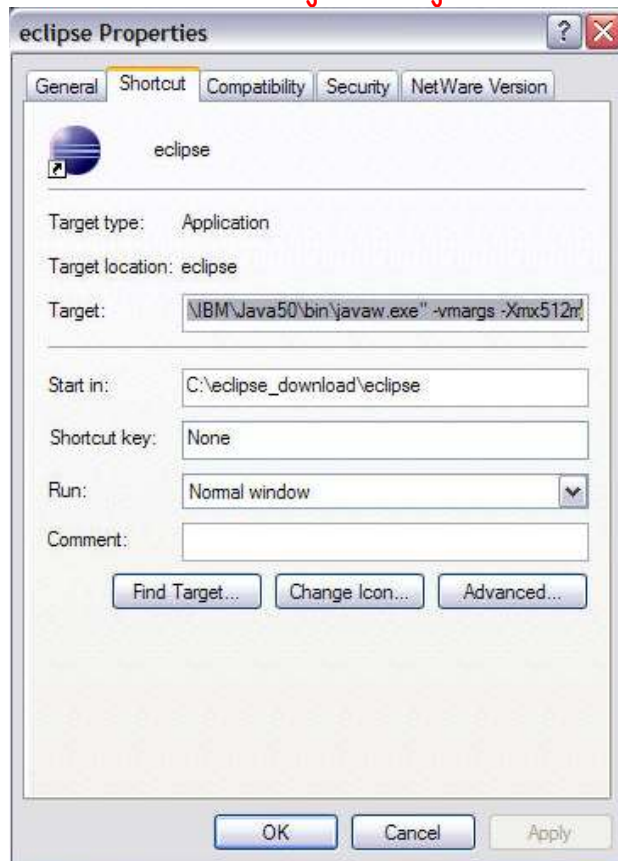 eclipse Properties
General Shortcut Compatibility Security NetWare Version
eclipse
Target type: Application
Target location: eclipse
Target: \IBM\Java50\bin\javaw.exe" -vmargs -Xmx512m
Start in: C:\eclipse_download\eclipse
Shortcut key: None
Run: Normal window
Comment:
Find Target... Change Icon... Advanced...
OK Cancel Apply